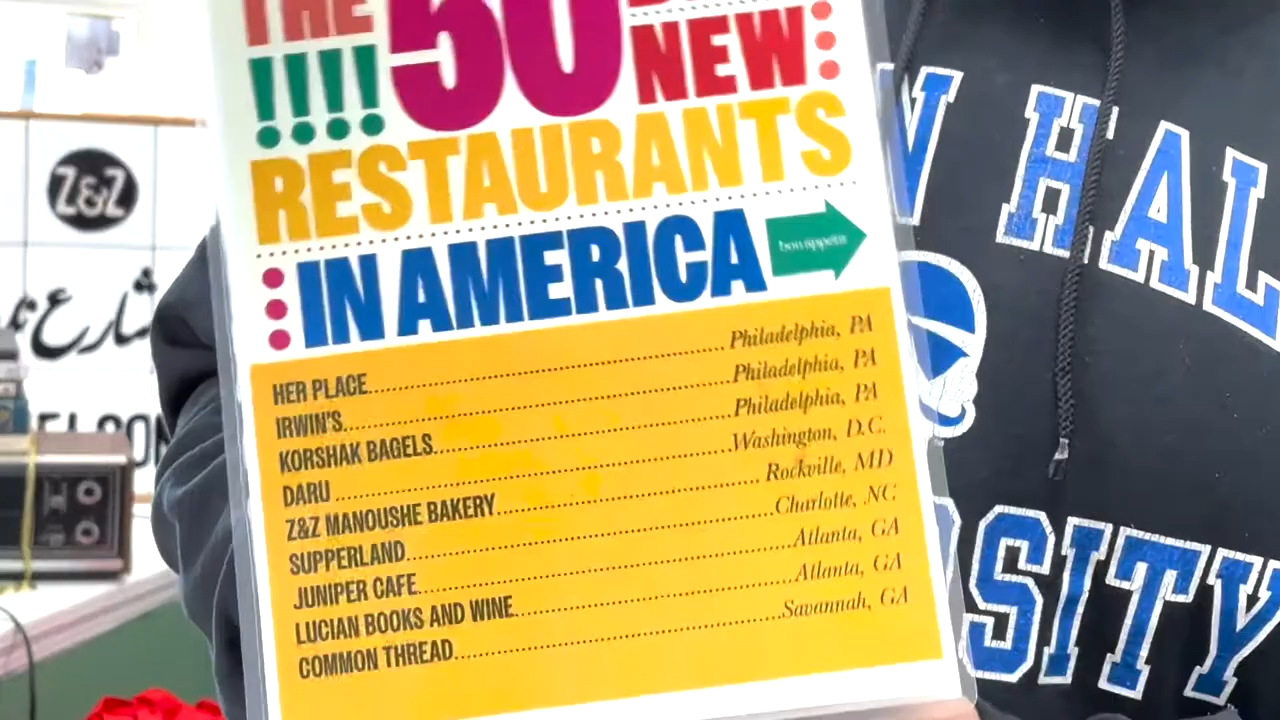 THE 50
!!!! NEW
RESTAURANTS
IN AMERICA
bon appétit
HER PLACE Philadelphia, PA
IRWIN'S Philadelphia, PA
KORSHAK BAGELS Philadelphia, PA
DARU Washington, D.C.
Z&Z MANOUSHE BAKERY Rockville, MD
SUPPERLAND Charlotte, NC
JUNIPER CAFE Atlanta, GA
LUCIAN BOOKS AND WINE Atlanta, GA
COMMON THREAD Savannah, GA
Z&Z
شارع
HAL
SITY